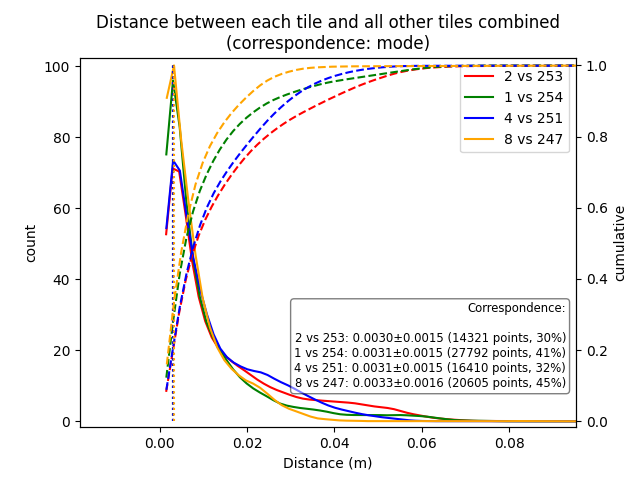 Distance between each tile and all other tiles combined
(correspondence: mode)
100
80
60
40
20
0
count
1.0
0.8
0.6
0.4
0.2
0.0
cumulative
2 vs 253
1 vs 254
4 vs 251
8 vs 247
Correspondence:
2 vs 253: 0.0030±0.0015 (14321 points, 30%)
1 vs 254: 0.0031±0.0015 (27792 points, 41%)
4 vs 251: 0.0031±0.0015 (16410 points, 32%)
8 vs 247: 0.0033±0.0016 (20605 points, 45%)
0.00 0.02 0.04 0.06 0.08
Distance (m)